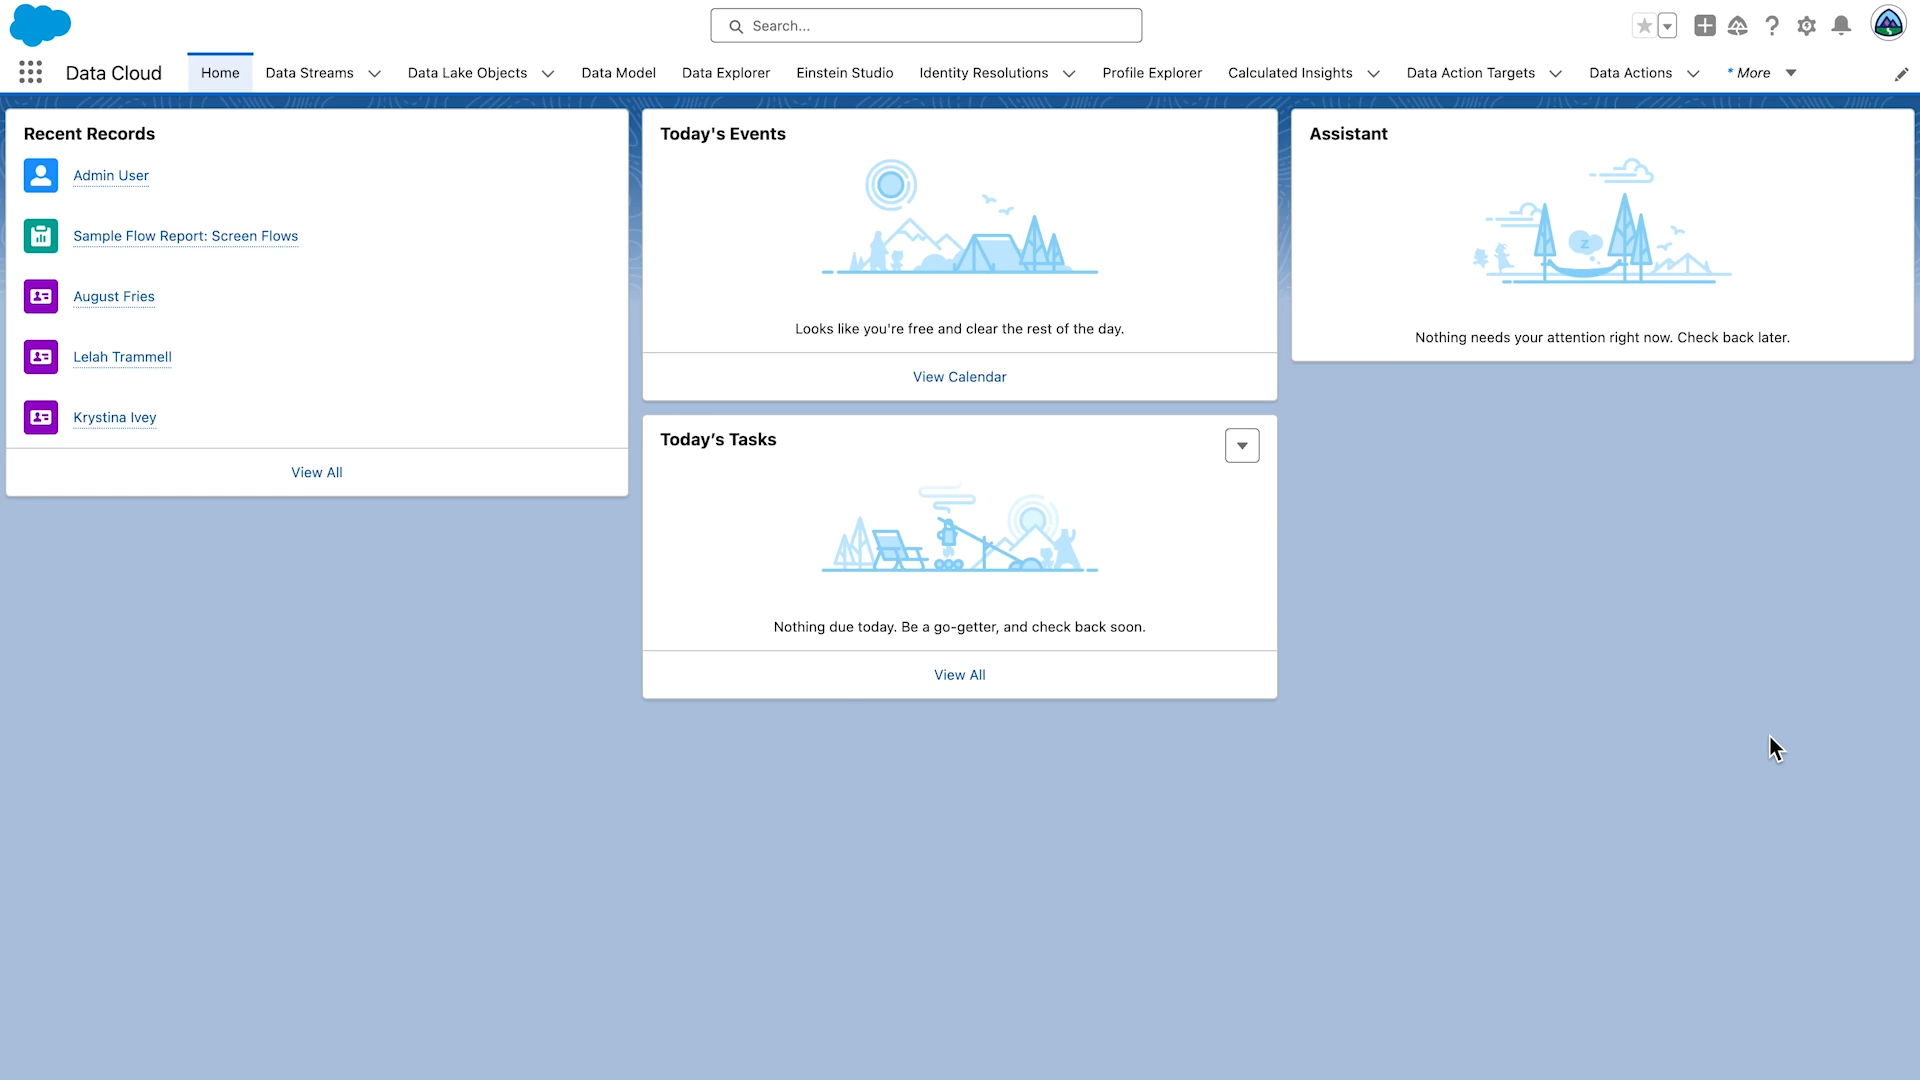 Search...
Data Cloud
Home
Data Streams
Data Lake Objects
Data Model
Data Explorer
Einstein Studio
Identity Resolutions
Profile Explorer
Calculated Insights
Data Action Targets
Data Actions
* More
Recent Records
Admin User
Sample Flow Report: Screen Flows
August Fries
Lelah Trammell
Krystina Ivey
View All
Today's Events
Looks like you're free and clear the rest of the day.
View Calendar
Today’s Tasks
Nothing due today. Be a go-getter, and check back soon.
View All
Assistant
z
Nothing needs your attention right now. Check back later.